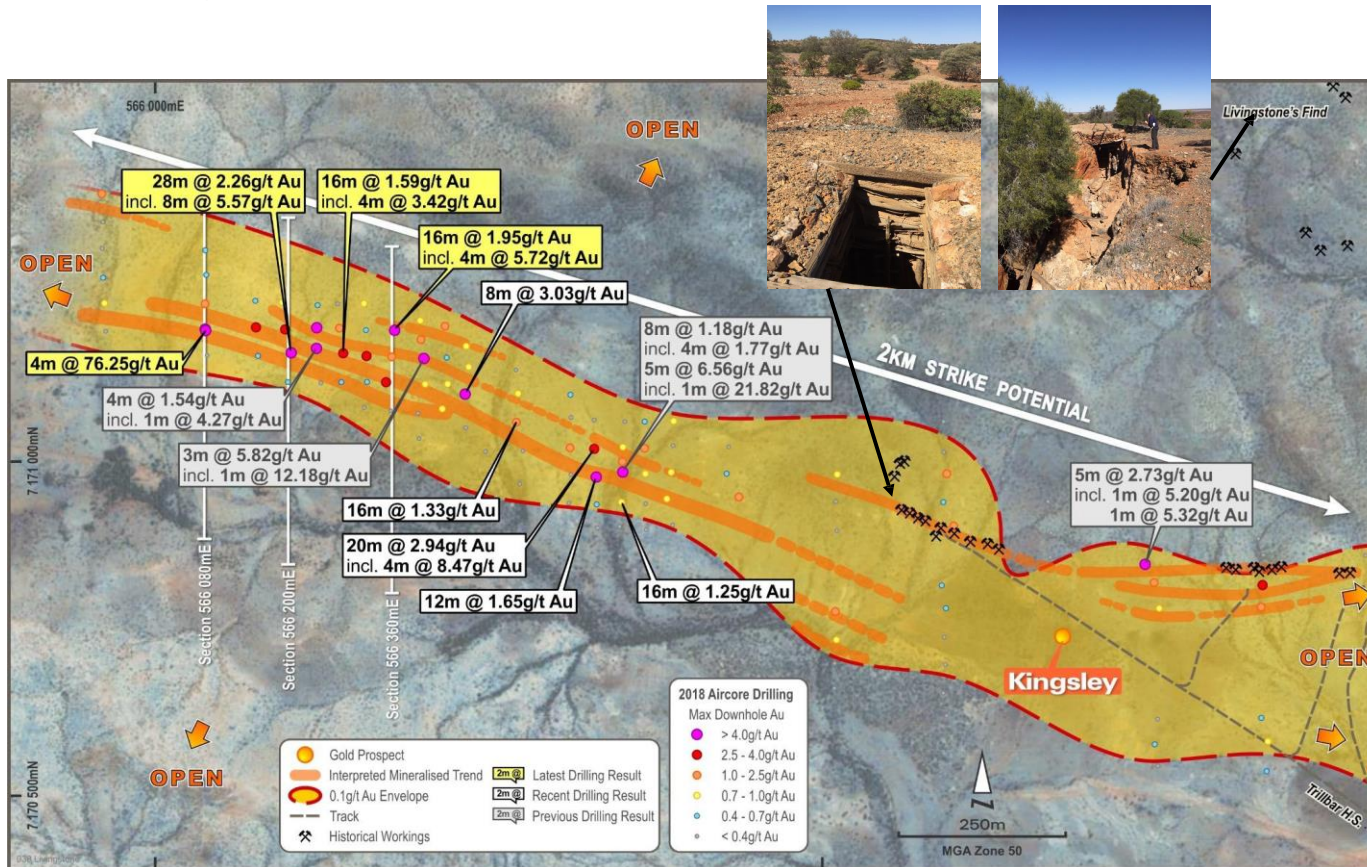 566 000mE
OPEN
Livingstone's Find
28m @ 2.26g/t Au
incl. 8m @ 5.57g/t Au
16m @ 1.59g/t Au
incl. 4m @ 3.42g/t Au
16m @ 1.95g/t Au
incl. 4m @ 5.72g/t Au
OPEN
8m @ 3.03g/t Au
8m @ 1.18g/t Au
incl. 4m @ 1.77g/t Au
5m @ 6.56g/t Au
incl. 1m @ 21.82g/t Au
2KM STRIKE POTENTIAL
4m @ 76.25g/t Au
4m @ 1.54g/t Au
incl. 1m @ 4.27g/t Au
3m @ 5.82g/t Au
incl. 1m @ 12.18g/t Au
7 171 000mN
5m @ 2.73g/t Au
incl. 1m @ 5.20g/t Au
1m @ 5.32g/t Au
16m @ 1.33g/t Au
20m @ 2.94g/t Au
incl. 4m @ 8.47g/t Au
12m @ 1.65g/t Au
16m @ 1.25g/t Au
Section 566 080mE
Section 566 200mE
Section 566 360mE
Kingsley
OPEN
OPEN
7 170 500mN
Gold Prospect
Interpreted Mineralised Trend
0.1g/t Au Envelope
Track
Historical Workings
2m @ Latest Drilling Result
2m @ Recent Drilling Result
2m @ Previous Drilling Result
2018 Aircore Drilling
Max Downhole Au
> 4.0g/t Au
2.5 - 4.0g/t Au
1.0 - 2.5g/t Au
0.7 - 1.0g/t Au
0.4 - 0.7g/t Au
< 0.4g/t Au
N
250m
MGA Zone 50
Trillbar H.S.